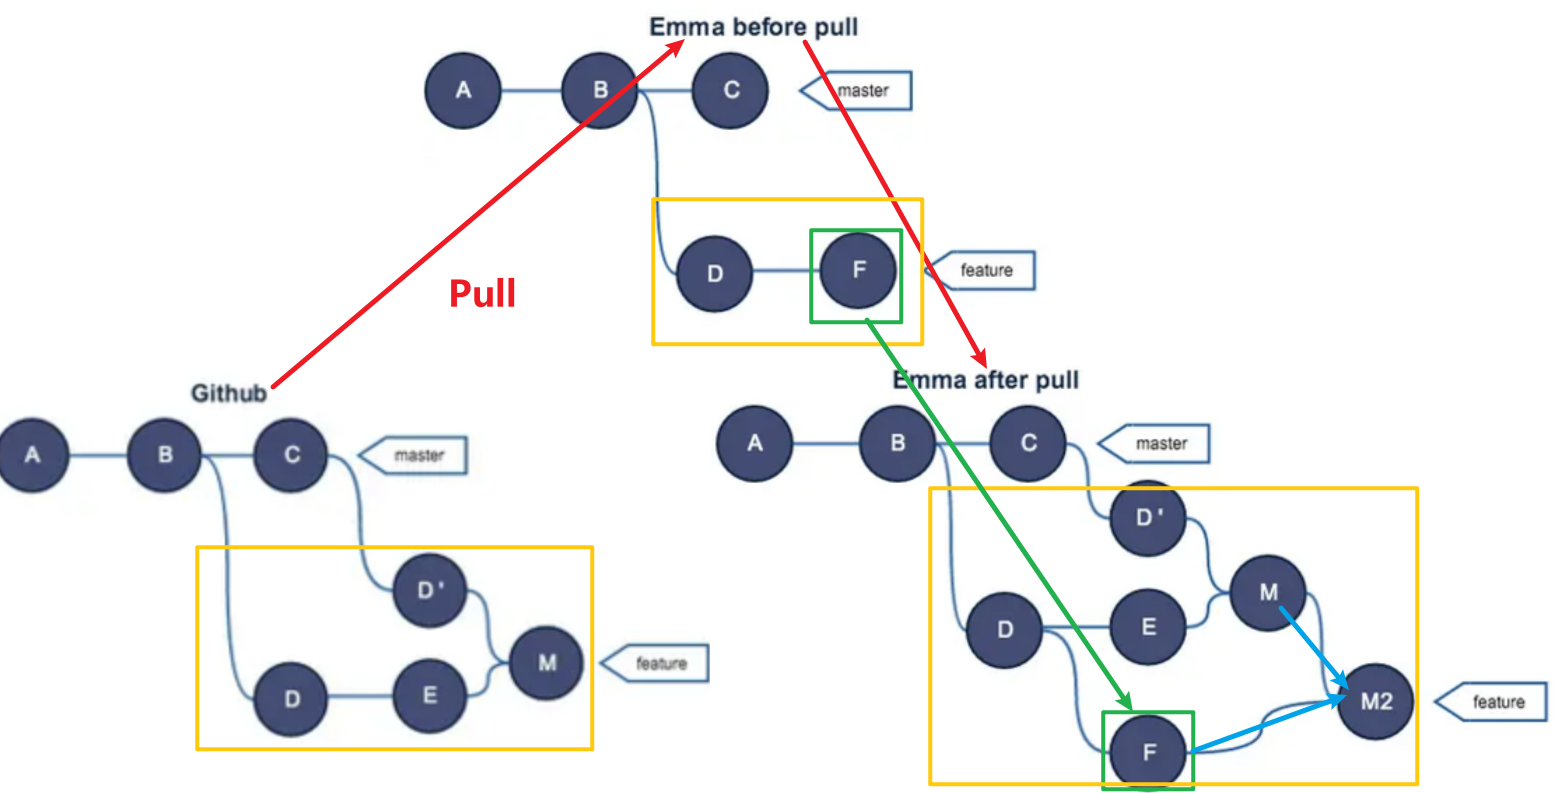 Emma before pull
A
B
C
master
D
F
feature
Pull
Github
A
B
C
master
D'
D
E
M
feature
Emma after pull
A
B
C
master
D'
D
E
M
F
M2
feature